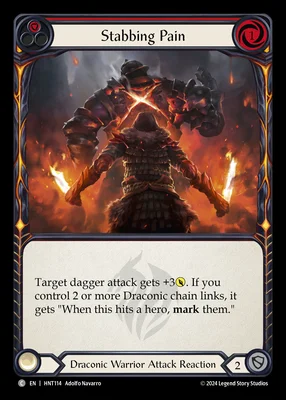 Stabbing Pain
Target dagger attack gets +3. If you
control 2 or more Draconic chain links, it
gets "When this hits a hero, mark them."
Draconic Warrior Attack Reaction
2
C EN | HNT114 Adolfo Navarro
© 2024 Legend Story Studios